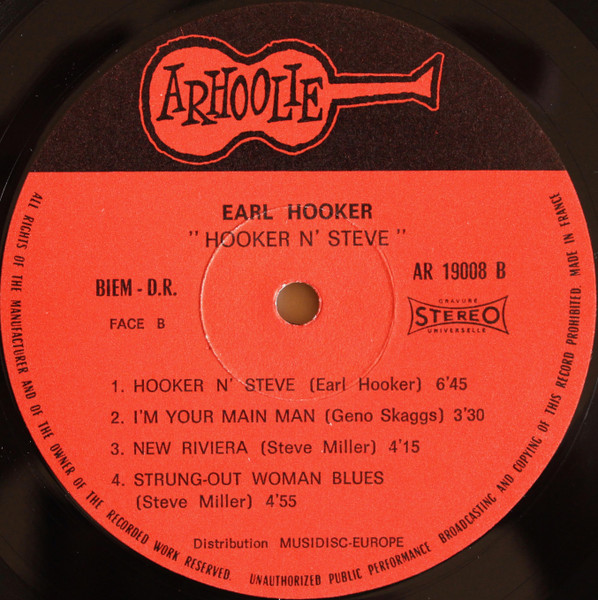 ARHOOLIE
EARL HOOKER
"HOOKER N' STEVE"
BIEM - D.R.
AR 19008 B
FACE B
GRAVURE
STEREO
UNIVERSELLE
1. HOOKER N' STEVE (Earl Hooker) 6'45
2. I'M YOUR MAIN MAN (Geno Skaggs) 3'30
3. NEW RIVIERA (Steve Miller) 4'15
4. STRUNG-OUT WOMAN BLUES
(Steve Miller) 4'55
Distribution MUSIDISC-EUROPE
ALL RIGHTS OF THE MANUFACTURER AND OF THE OWNER OF THE RECORDED WORK RESERVED. UNAUTHORIZED PUBLIC PERFORMANCE BROADCASTING AND COPYING OF THIS RECORD PROHIBITED. MADE IN FRANCE